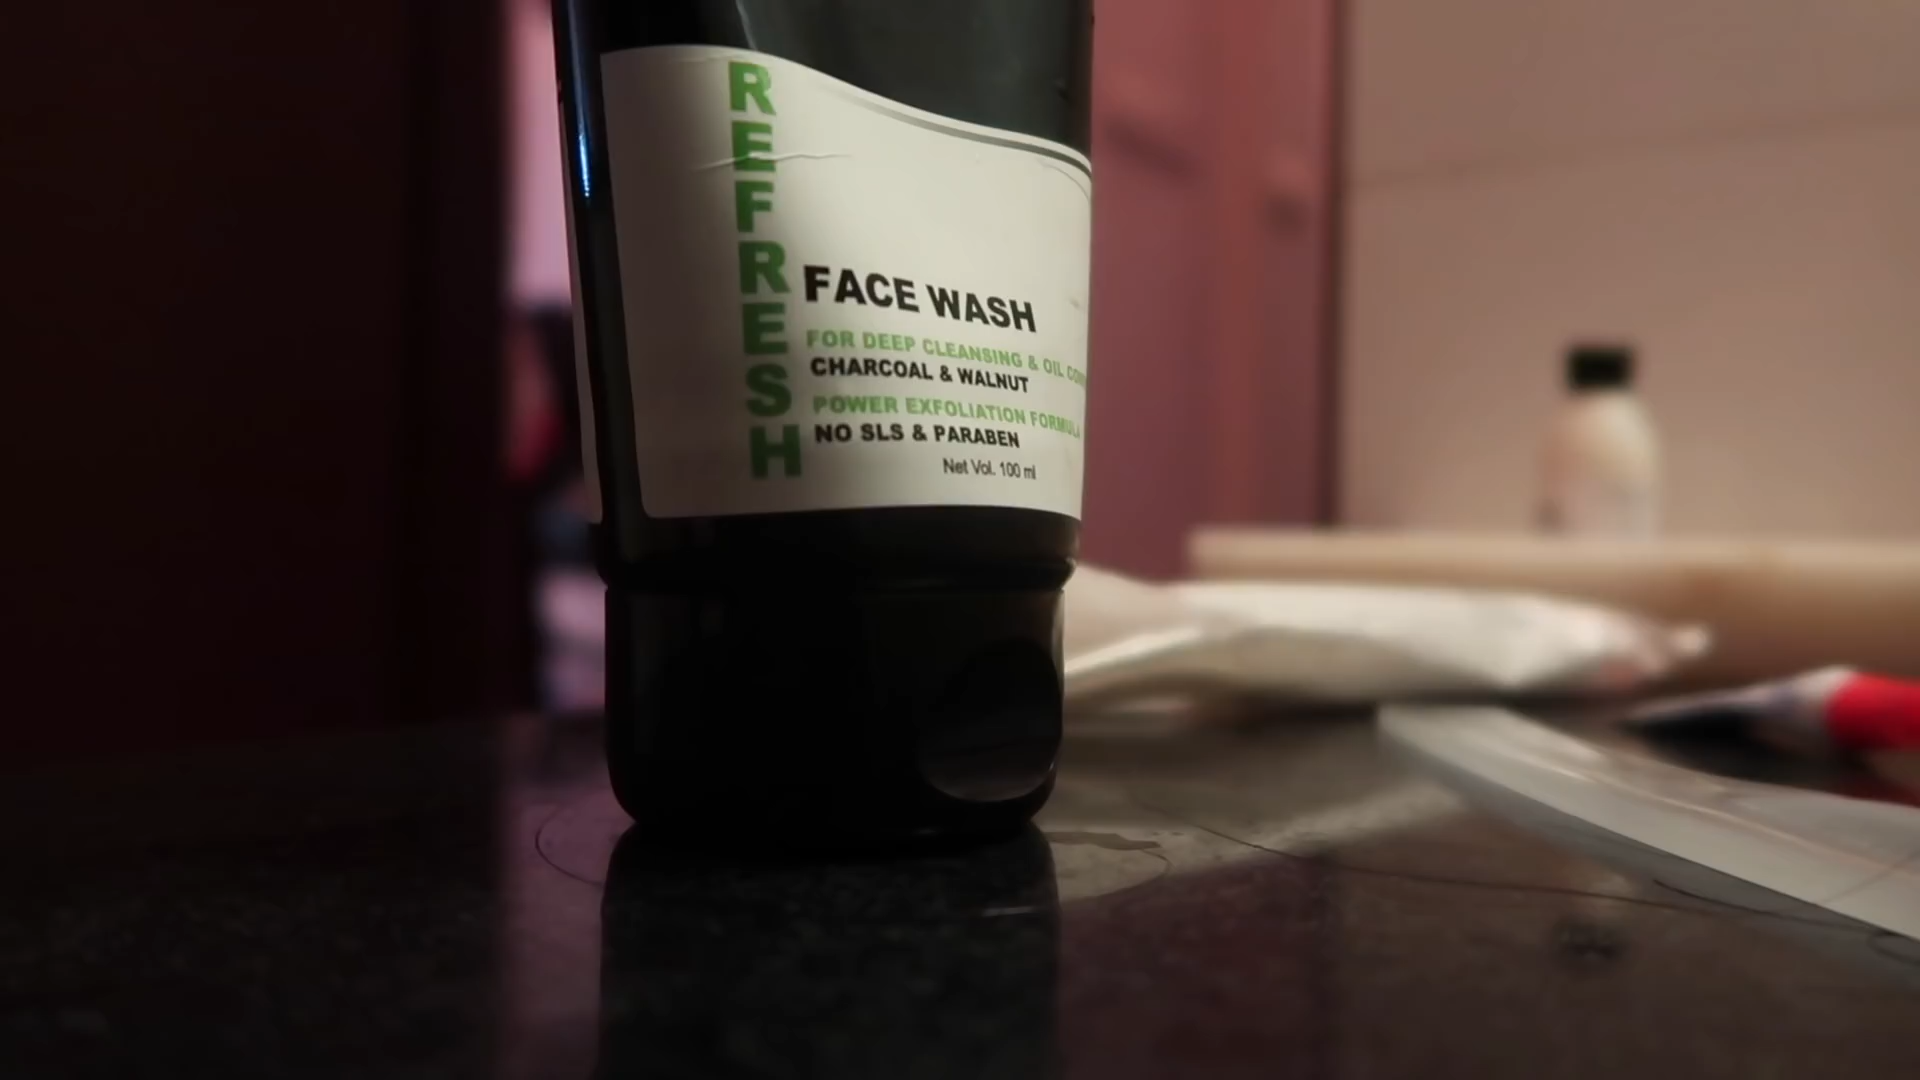 REFRESH
FACE WASH
FOR DEEP CLEANSING & OIL
CHARCOAL & WALNUT
POWER EXFOLIATION FORMULA
NO SLS & PARABEN
Net Vol. 100 ml